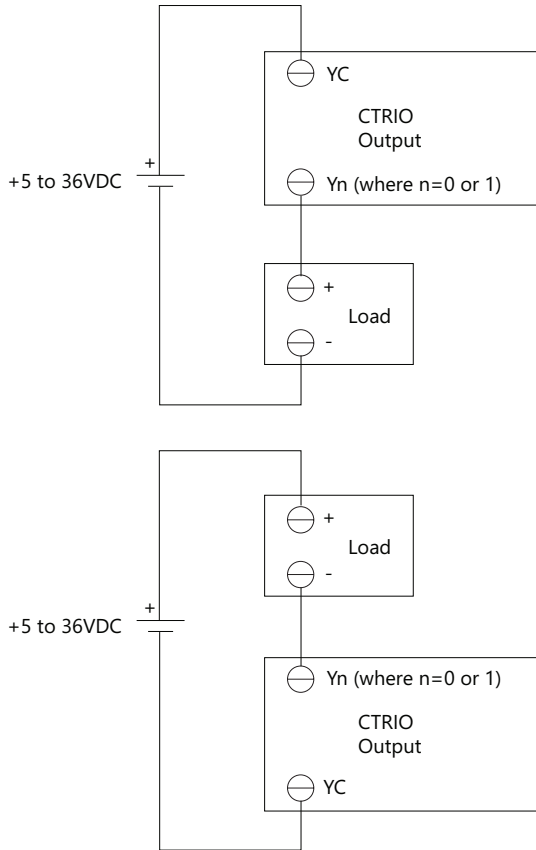 YC
CTRIO
Output
+
+5 to 36VDC
Yn (where n=0 or 1)
+
Load
-
+
Load
-
+
+5 to 36VDC
Yn (where n=0 or 1)
CTRIO
Output
YC